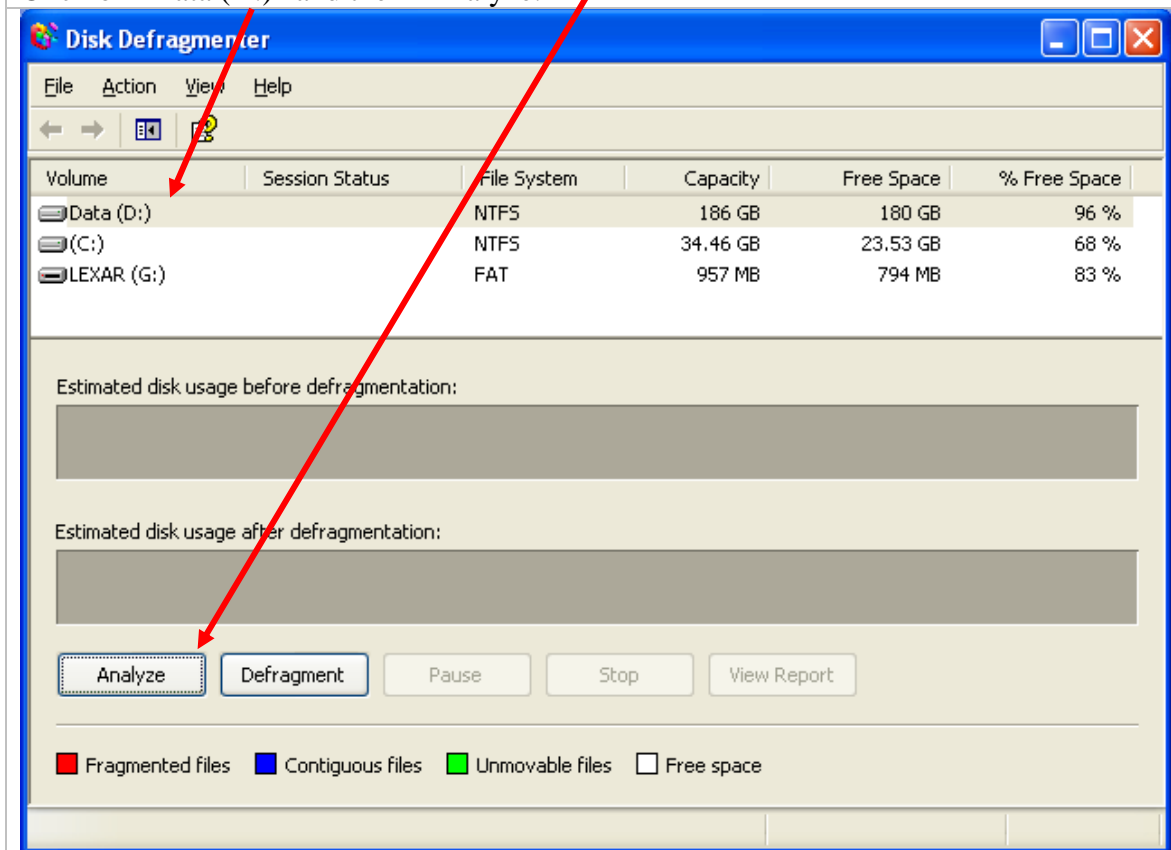 Disk Defragmenter
File Action View Help
Volume Session Status File System Capacity Free Space % Free Space
Data (D:) NTFS 186 GB 180 GB 96 %
(C:) NTFS 34.46 GB 23.53 GB 68 %
LEXAR (G:) FAT 957 MB 794 MB 83 %
Estimated disk usage before defragmentation:
Estimated disk usage after defragmentation:
Analyze Defragment Pause Stop View Report
Fragmented files Contiguous files Unmovable files Free space